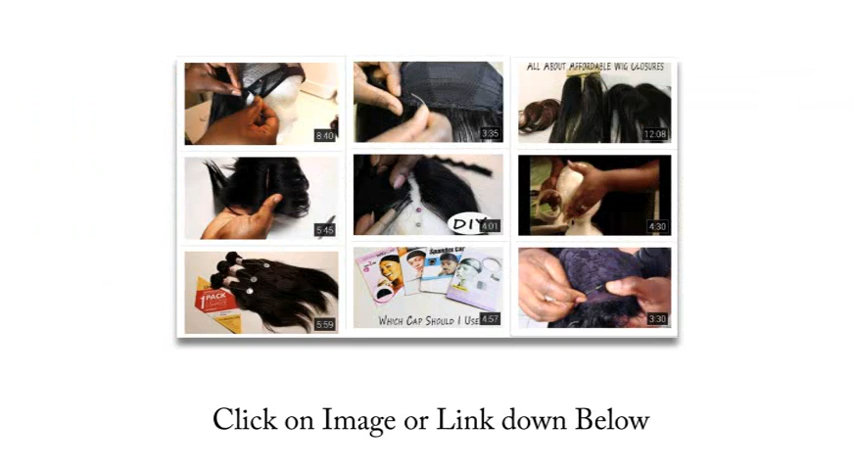 8:40
3:35
ALL ABOUT AFFORDABLE WIG CLOSURES
12:08
5:45
DIY
4:01
4:30
1 PACK
5:59
WHICH CAP SHOULD I USE
4:57
3:30
Click on Image or Link down Below